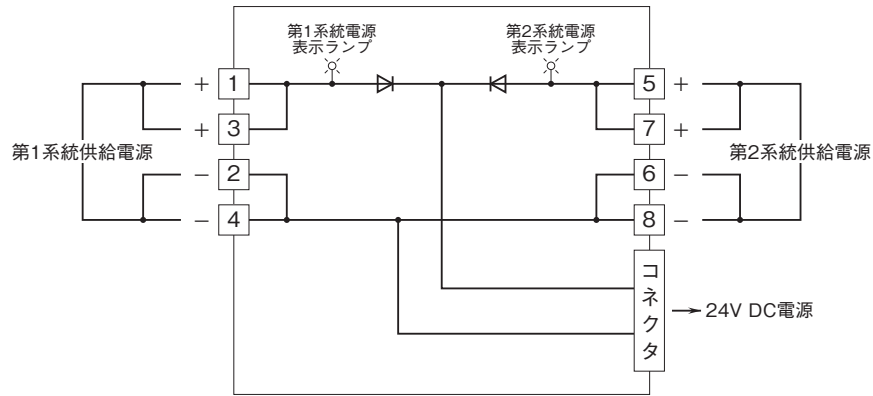 第1系統電源
表示ランプ
第2系統電源
表示ランプ
+ 1
5 +
+ 3
7 +
第1系統供給電源
第2系統供給電源
− 2
6 −
− 4
8 −
コネクタ
24V DC電源